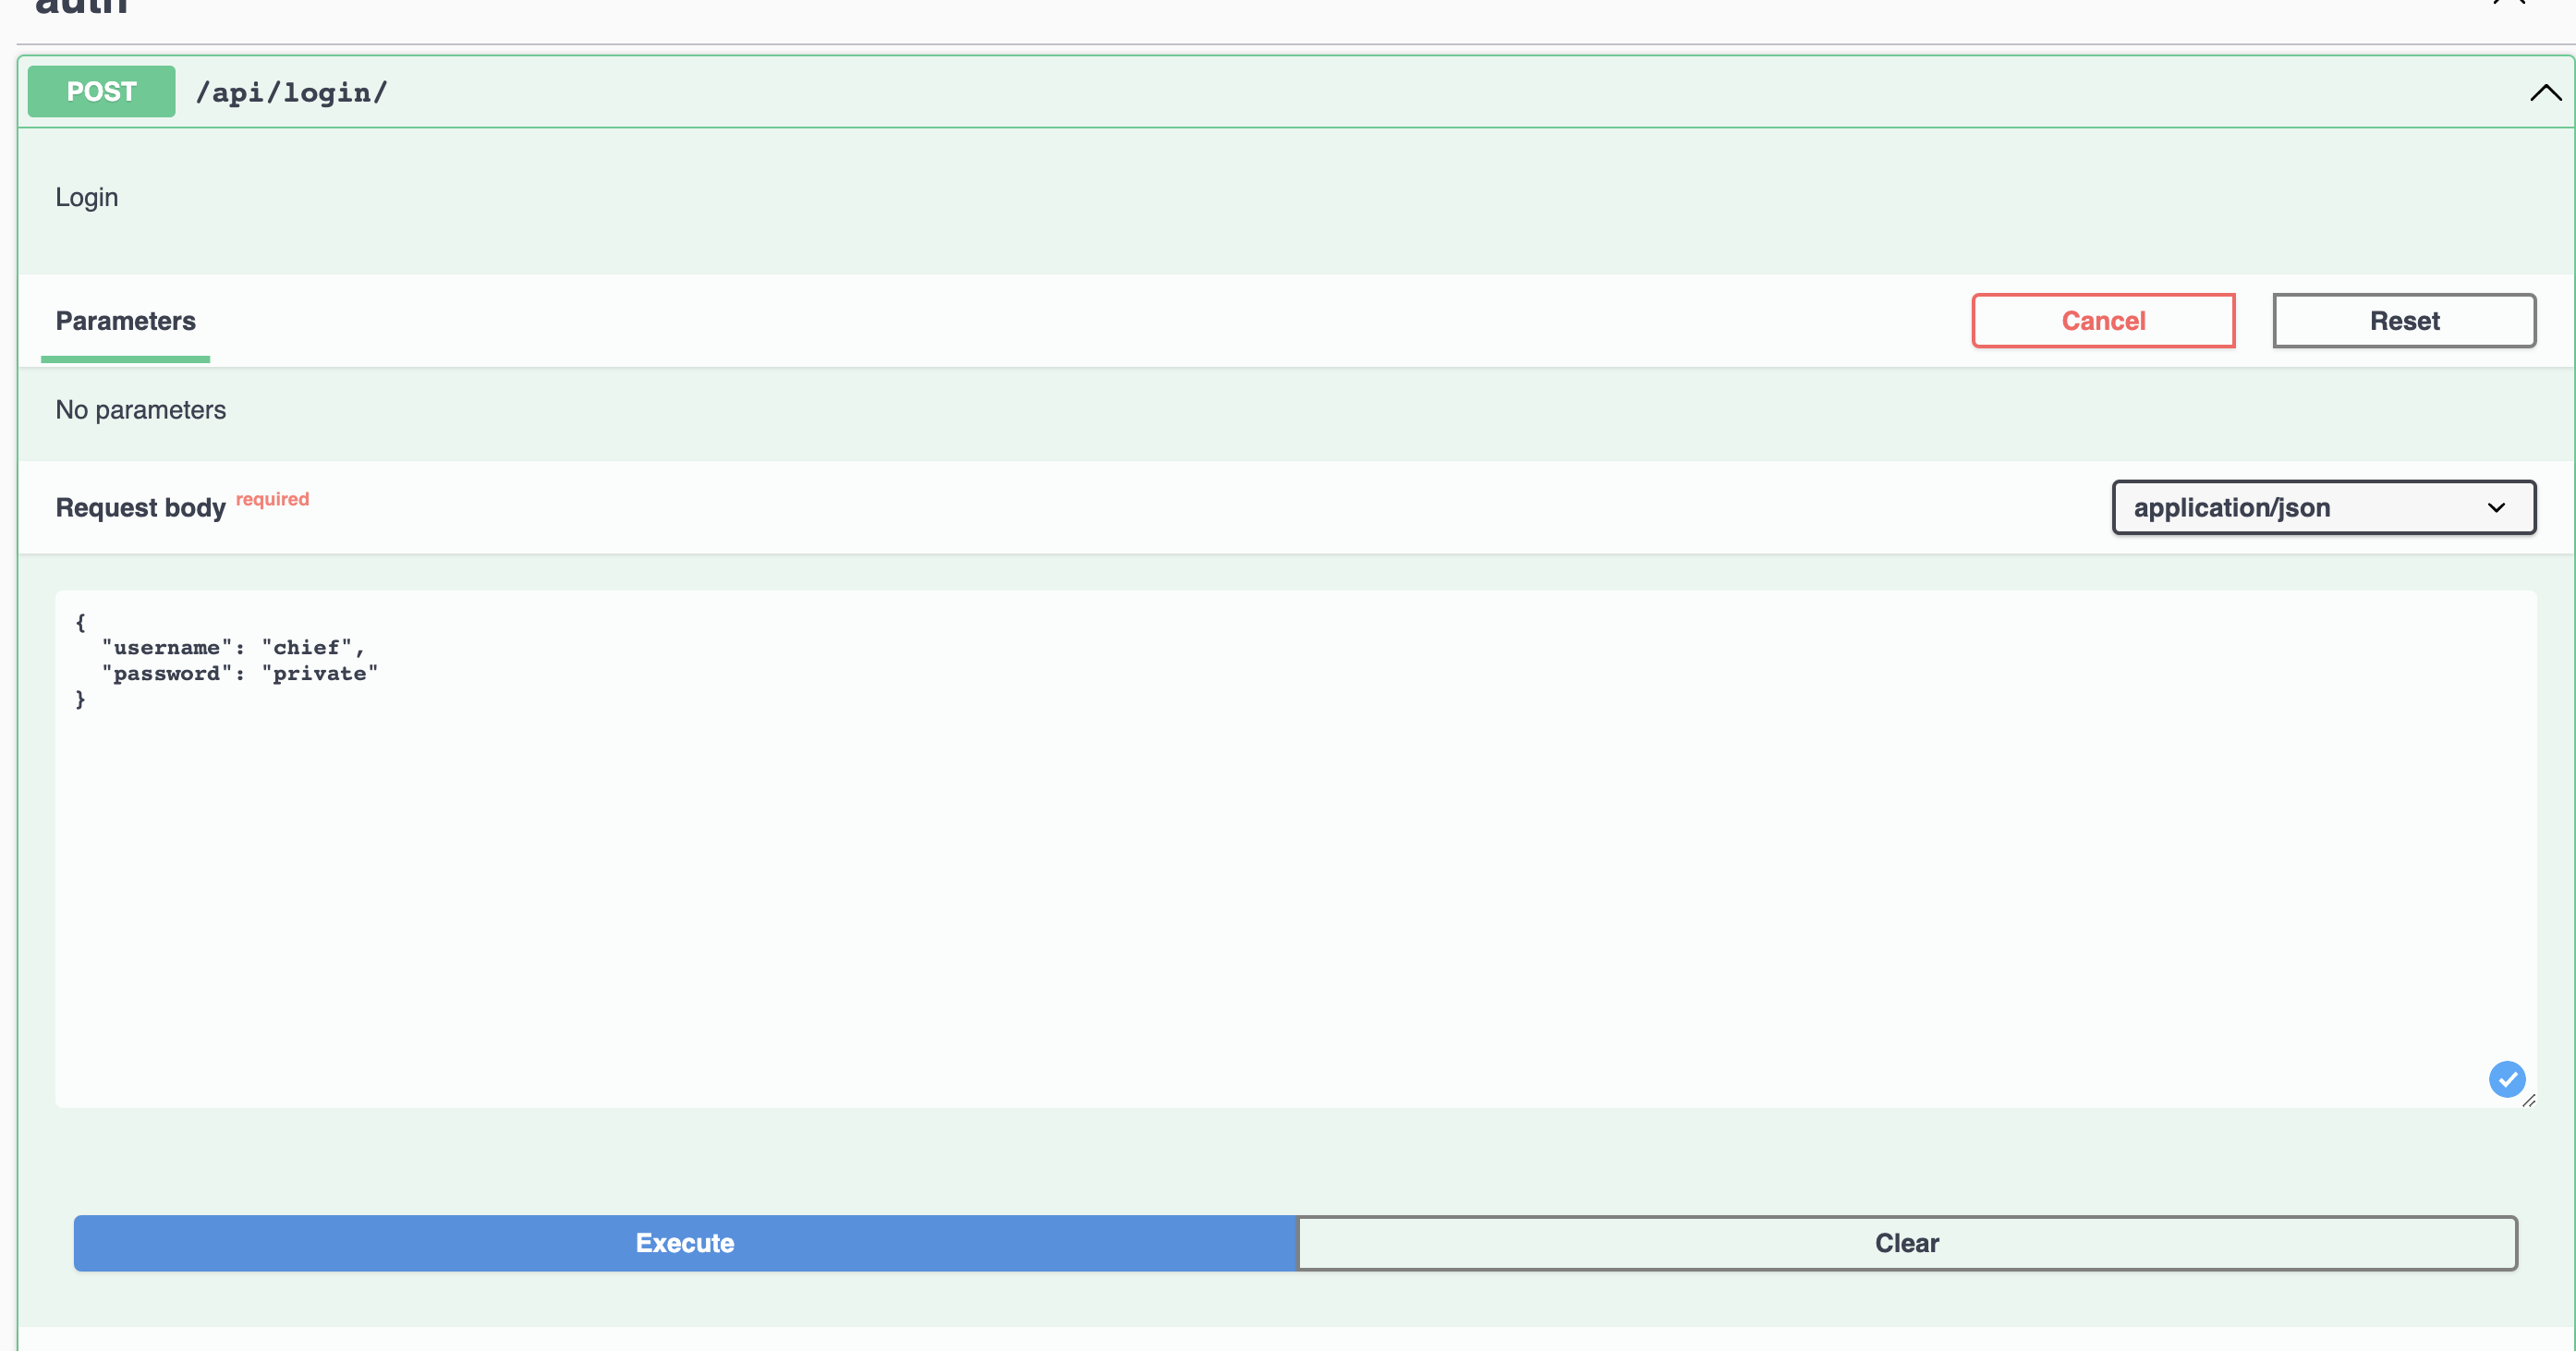 auth
POST /api/login/
Login
Parameters
Cancel
Reset
No parameters
Request body required
application/json
{
  "username": "chief",
  "password": "private"
}
Execute
Clear